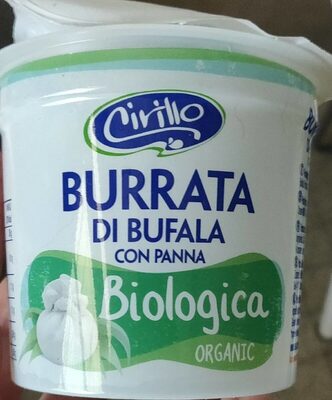 Cirillo
BURRATA
DI BUFALA
CON PANNA
Biologica
ORGANIC